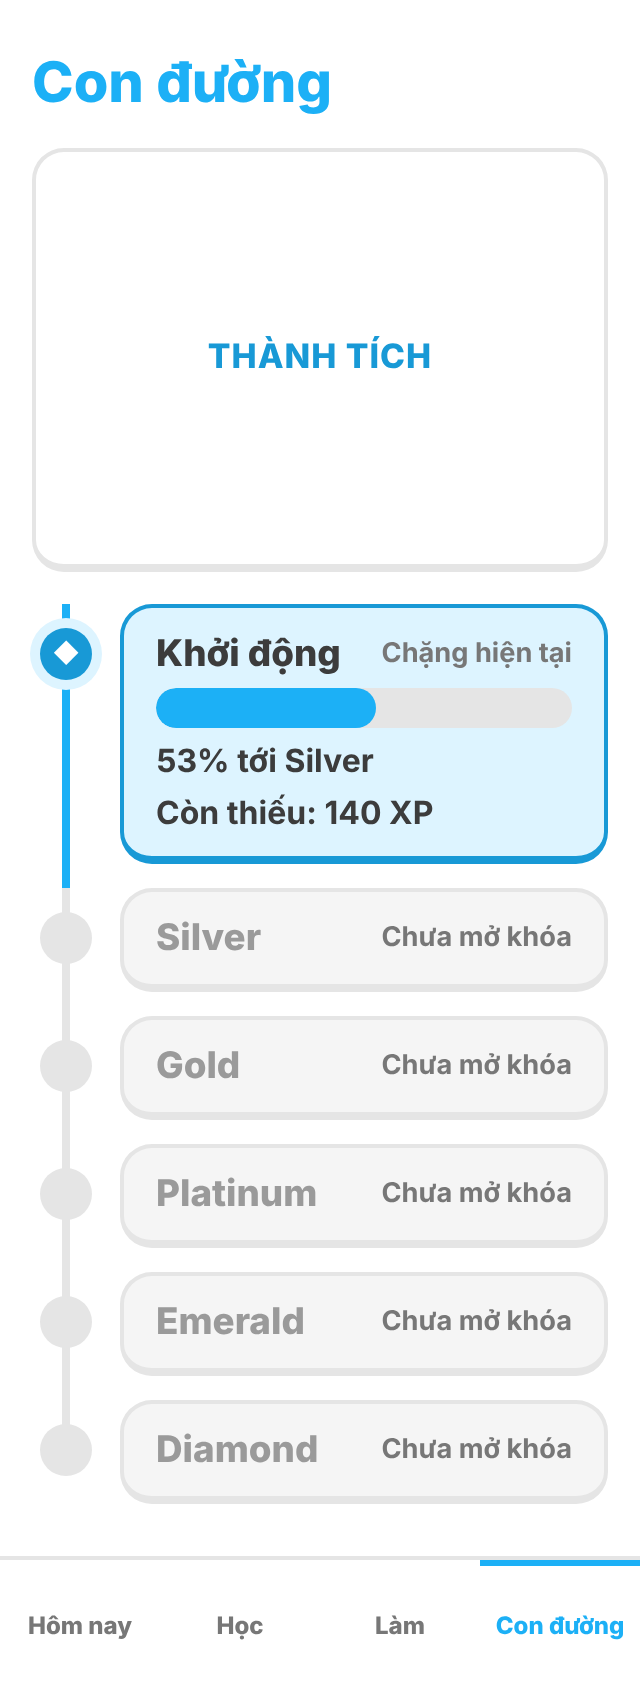 Con đường
THÀNH TÍCH
Khởi động
Chặng hiện tại
53% tới Silver
Còn thiếu: 140 XP
Silver
Chưa mở khóa
Gold
Chưa mở khóa
Platinum
Chưa mở khóa
Emerald
Chưa mở khóa
Diamond
Chưa mở khóa
Hôm nay
Học
Làm
Con đường